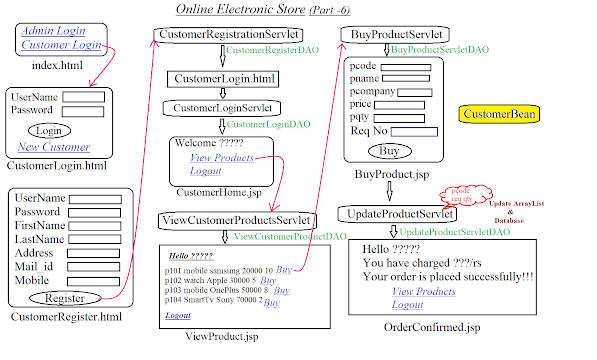 Online Electronic Store (Part -6)
Admin Login
Customer Login
index.html
UserName
Password
Login
New Customer
CustomerLogin.html
UserName
Password
FirstName
LastName
Address
Mail_id
Mobile
Register
CustomerRegister.html
CustomerRegistrationServlet
CustomerRegisterDAO
CustomerLogin.html
CustomerLoginServlet
CustomerLoginDAO
Welcome ?????
View Products
Logout
CustomerHome.jsp
ViewCustomerProductsServlet
ViewCustomerProductDAO
Hello ?????
p101 mobile samsung 20000 10 Buy
p102 watch Apple 30000 5 Buy
p103 mobile OnePlus 50000 8 Buy
p104 SmartTv Sony 70000 2 Buy
Logout
ViewProduct.jsp
BuyProductServlet
BuyProductServletDAO
pcode
pname
pcompany
price
pqty
Req No
Buy
BuyProduct.jsp
CustomerBean
pcode
req qty
Update ArrayList
&
Database
UpdateProductServlet
UpdateProductServletDAO
Hello ?????
You have charged ???/rs
Your order is placed successfully!!!
View Products
Logout
OrderConfirmed.jsp